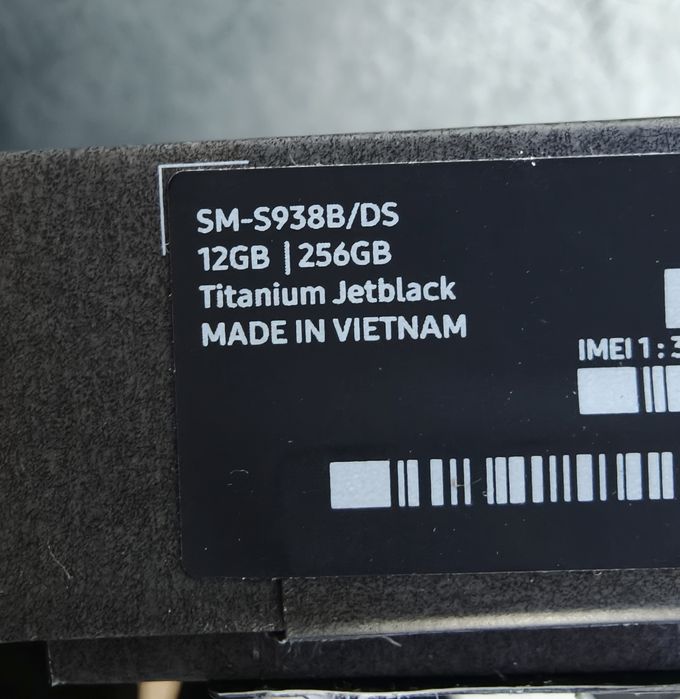 SM-S938B/DS
12GB | 256GB
Titanium Jetblack
MADE IN VIETNAM
IMEI 1 : 3